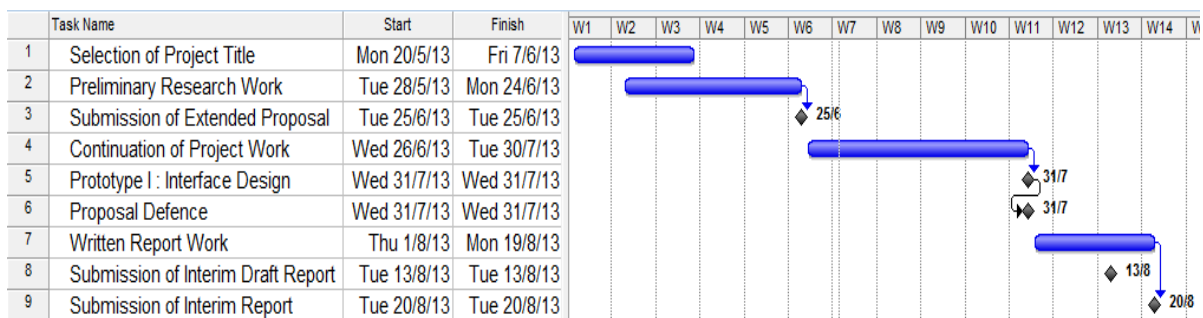 Task Name Start Finish W1 W2 W3 W4 W5 W6 W7 W8 W9 W10 W11 W12 W13 W14
1 Selection of Project Title Mon 20/5/13 Fri 7/6/13
2 Preliminary Research Work Tue 28/5/13 Mon 24/6/13
3 Submission of Extended Proposal Tue 25/6/13 Tue 25/6/13 25/6
4 Continuation of Project Work Wed 26/6/13 Tue 30/7/13
5 Prototype I : Interface Design Wed 31/7/13 Wed 31/7/13 31/7
6 Proposal Defence Wed 31/7/13 Wed 31/7/13 31/7
7 Written Report Work Thu 1/8/13 Mon 19/8/13
8 Submission of Interim Draft Report Tue 13/8/13 Tue 13/8/13 13/8
9 Submission of Interim Report Tue 20/8/13 Tue 20/8/13 20/8